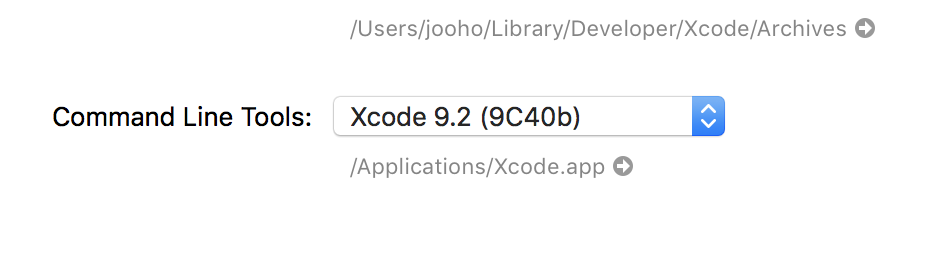 /Users/jooho/Library/Developer/Xcode/Archives
Command Line Tools: Xcode 9.2 (9C40b)
/Applications/Xcode.app